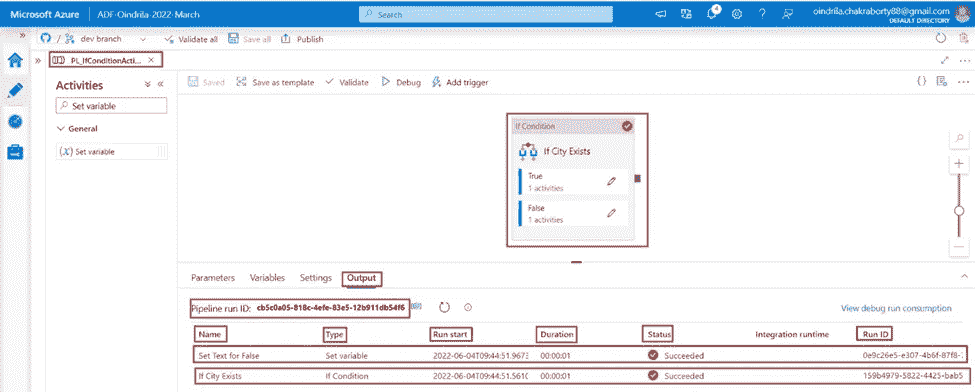 Microsoft Azure
ADF-Oindrila-2022-March
Search
4
oindrila.chakraborty88@gmail.com
DEFAULT DIRECTORY
dev branch
Validate all
Save all
Publish
PL_IfConditionActi...
Activities
Set variable
General
(x) Set variable
Saved
Save as template
Validate
Debug
Add trigger
If Condition
If City Exists
True
1 activities
False
1 activities
Parameters Variables Settings Output
Pipeline run ID: cb5c0a05-818c-4efe-83e5-12b911db54f6
View debug run consumption
Name Type Run start Duration Status Integration runtime Run ID
Set Text for False Set variable 2022-06-04T09:44:51.9673 00:00:01 Succeeded 0e9c26e5-e307-4b6f-87f8-7
If City Exists If Condition 2022-06-04T09:44:51.5610 00:00:01 Succeeded 159b4979-5822-4425-bab5